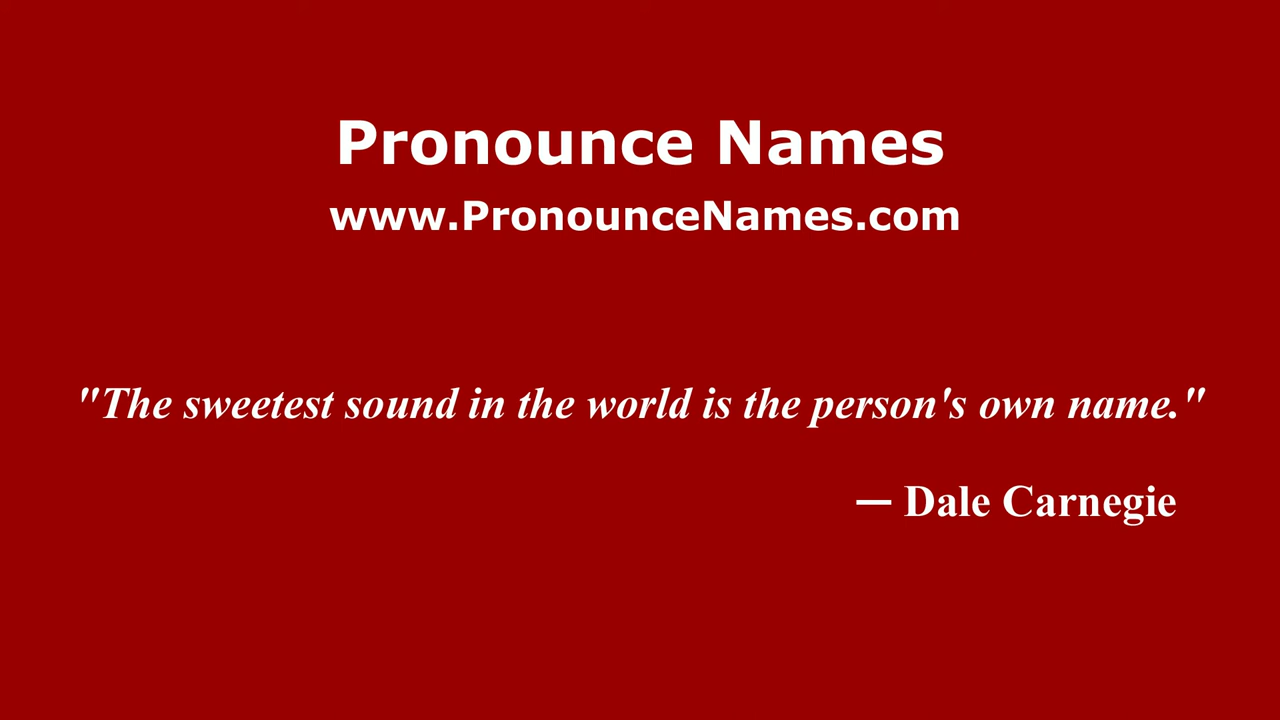 Pronounce Names
www.PronounceNames.com
"The sweetest sound in the world is the person's own name."
— Dale Carnegie